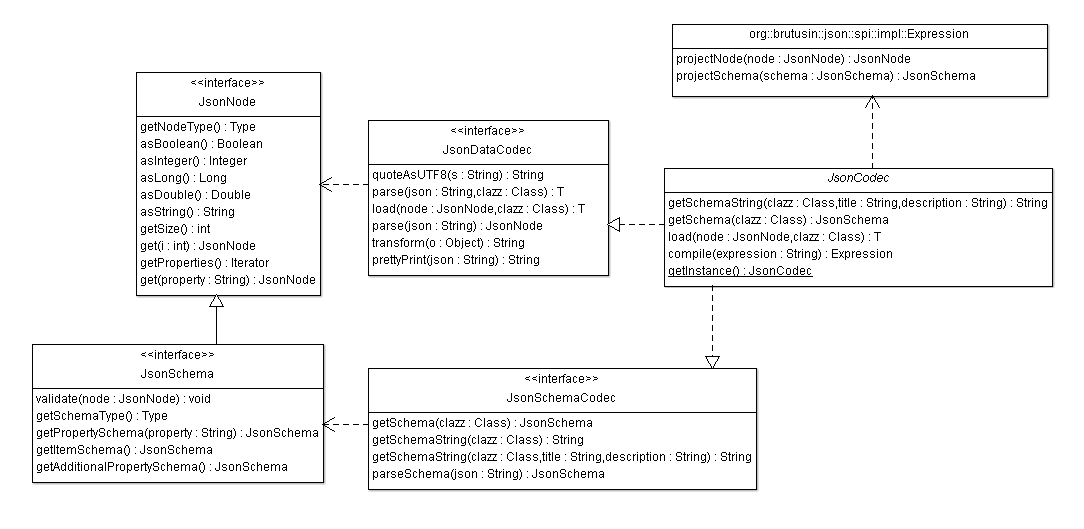 org::brutusin::json::spi::impl::Expression
projectNode(node : JsonNode) : JsonNode
projectSchema(schema : JsonSchema) : JsonSchema
<<interface>>
JsonNode
getNodeType() : Type
asBoolean() : Boolean
asInteger() : Integer
asLong() : Long
asDouble() : Double
asString() : String
getSize() : int
get(i : int) : JsonNode
getProperties() : Iterator
get(property : String) : JsonNode
<<interface>>
JsonDataCodec
quoteAsUTF8(s : String) : String
parse(json : String,clazz : Class) : T
load(node : JsonNode,clazz : Class) : T
parse(json : String) : JsonNode
transform(o : Object) : String
prettyPrint(json : String) : String
JsonCodec
getSchemaString(clazz : Class,title : String,description : String) : String
getSchema(clazz : Class) : JsonSchema
load(node : JsonNode,clazz : Class) : T
compile(expression : String) : Expression
getInstance() : JsonCodec
<<interface>>
JsonSchema
validate(node : JsonNode) : void
getSchemaType() : Type
getPropertySchema(property : String) : JsonSchema
getItemSchema() : JsonSchema
getAdditionalPropertySchema() : JsonSchema
<<interface>>
JsonSchemaCodec
getSchema(clazz : Class) : JsonSchema
getSchemaString(clazz : Class) : String
getSchemaString(clazz : Class,title : String,description : String) : String
parseSchema(json : String) : JsonSchema